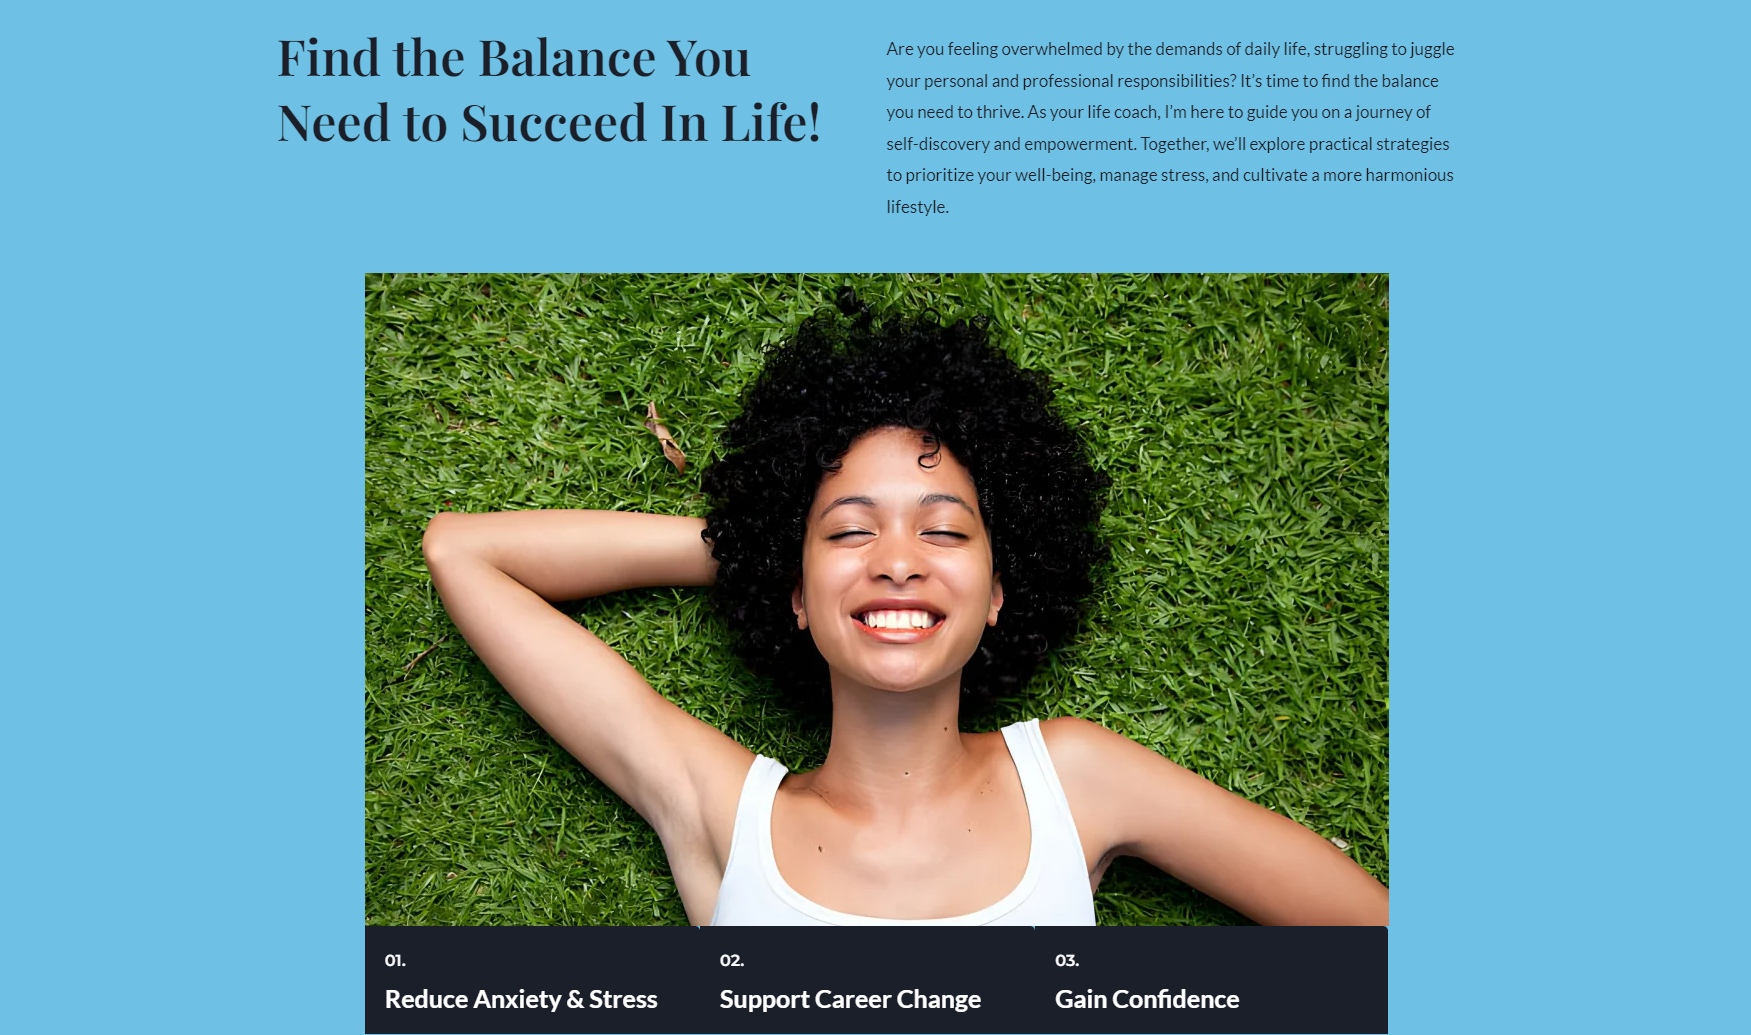 Find the Balance You
Need to Succeed In Life!
Are you feeling overwhelmed by the demands of daily life, struggling to juggle
your personal and professional responsibilities? It’s time to find the balance
you need to thrive. As your life coach, I’m here to guide you on a journey of
self-discovery and empowerment. Together, we’ll explore practical strategies
to prioritize your well-being, manage stress, and cultivate a more harmonious
lifestyle.
01.
Reduce Anxiety & Stress
02.
Support Career Change
03.
Gain Confidence